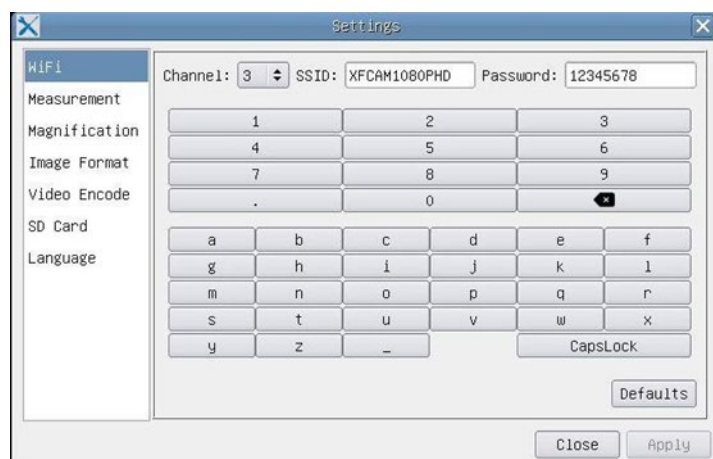 Settings
WiFi
Measurement
Magnification
Image Format
Video Encode
SD Card
Language
Channel: 3 SSID: XFCAM1080PHD Password: 12345678
1 2 3
4 5 6
7 8 9
. 0
a b c d e f
g h i j k l
m n o p q r
s t u v w x
y z _ CapsLock
Defaults
Close Apply